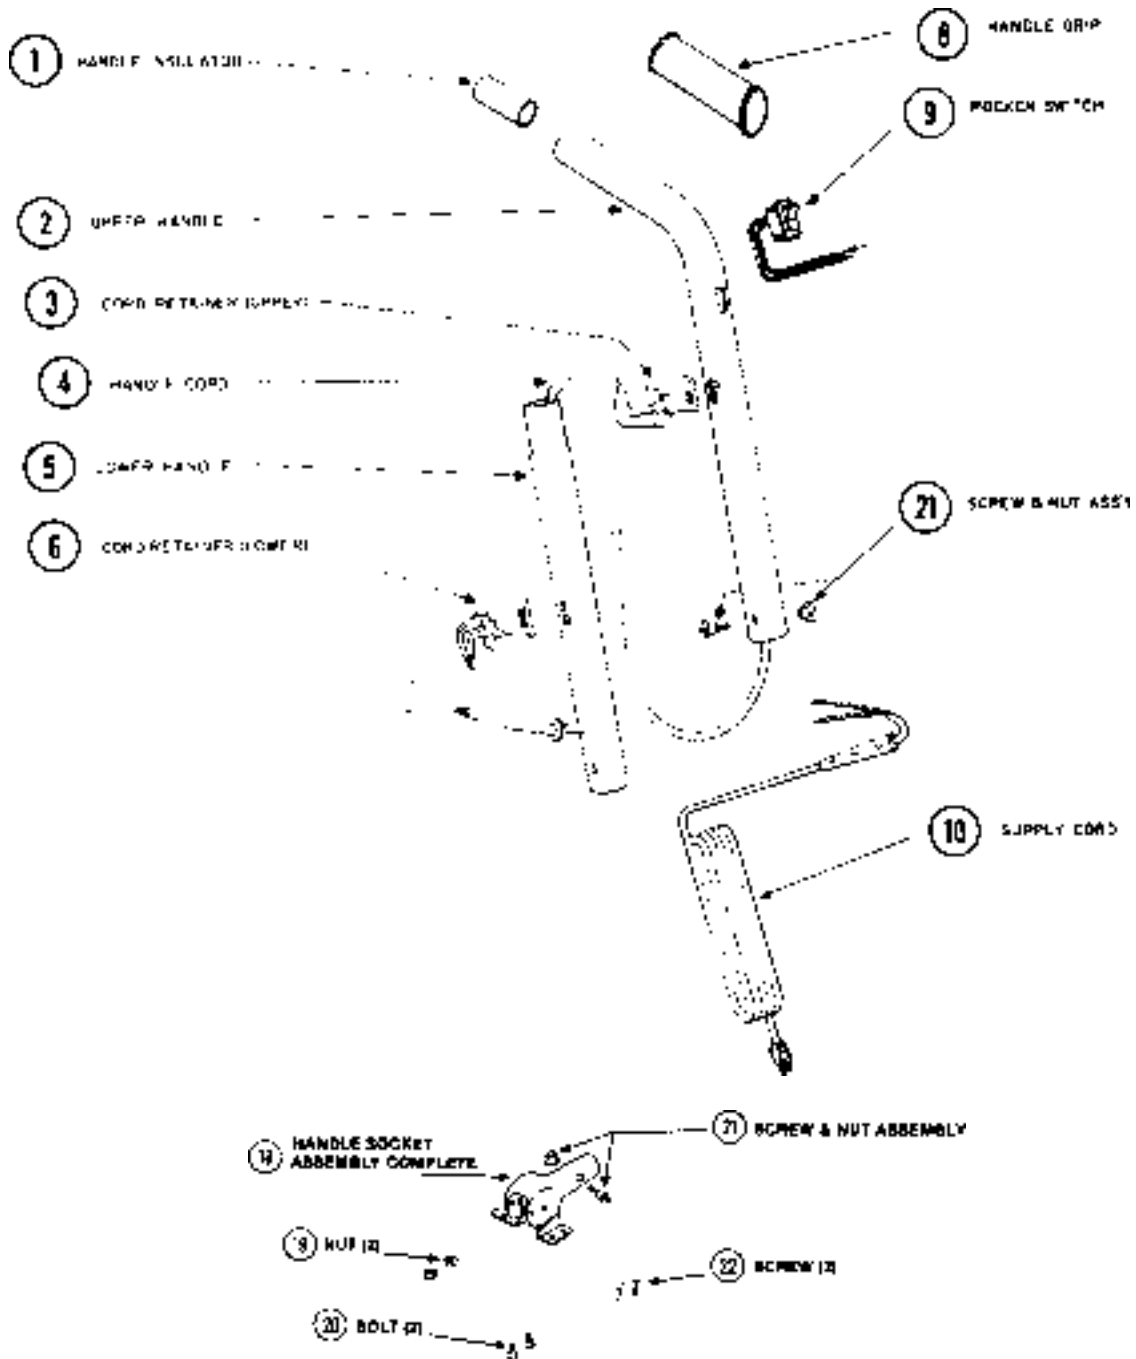 1 HANDLE INSULATOR
8 HANDLE GRIP
9 ROCKER SWITCH
2 UPPER HANDLE
3 CORD RETAINER (UPPER)
4 HANDLE CORD
5 LOWER HANDLE
21 SCREW & NUT ASS'Y
6 CORD RETAINER (LOWER)
10 SUPPLY CORD
21 SCREW & NUT ASSEMBLY
HANDLE SOCKET
ASSEMBLY COMPLETE
19 NUT (2)
22 SCREW (2)
20 BOLT (2)